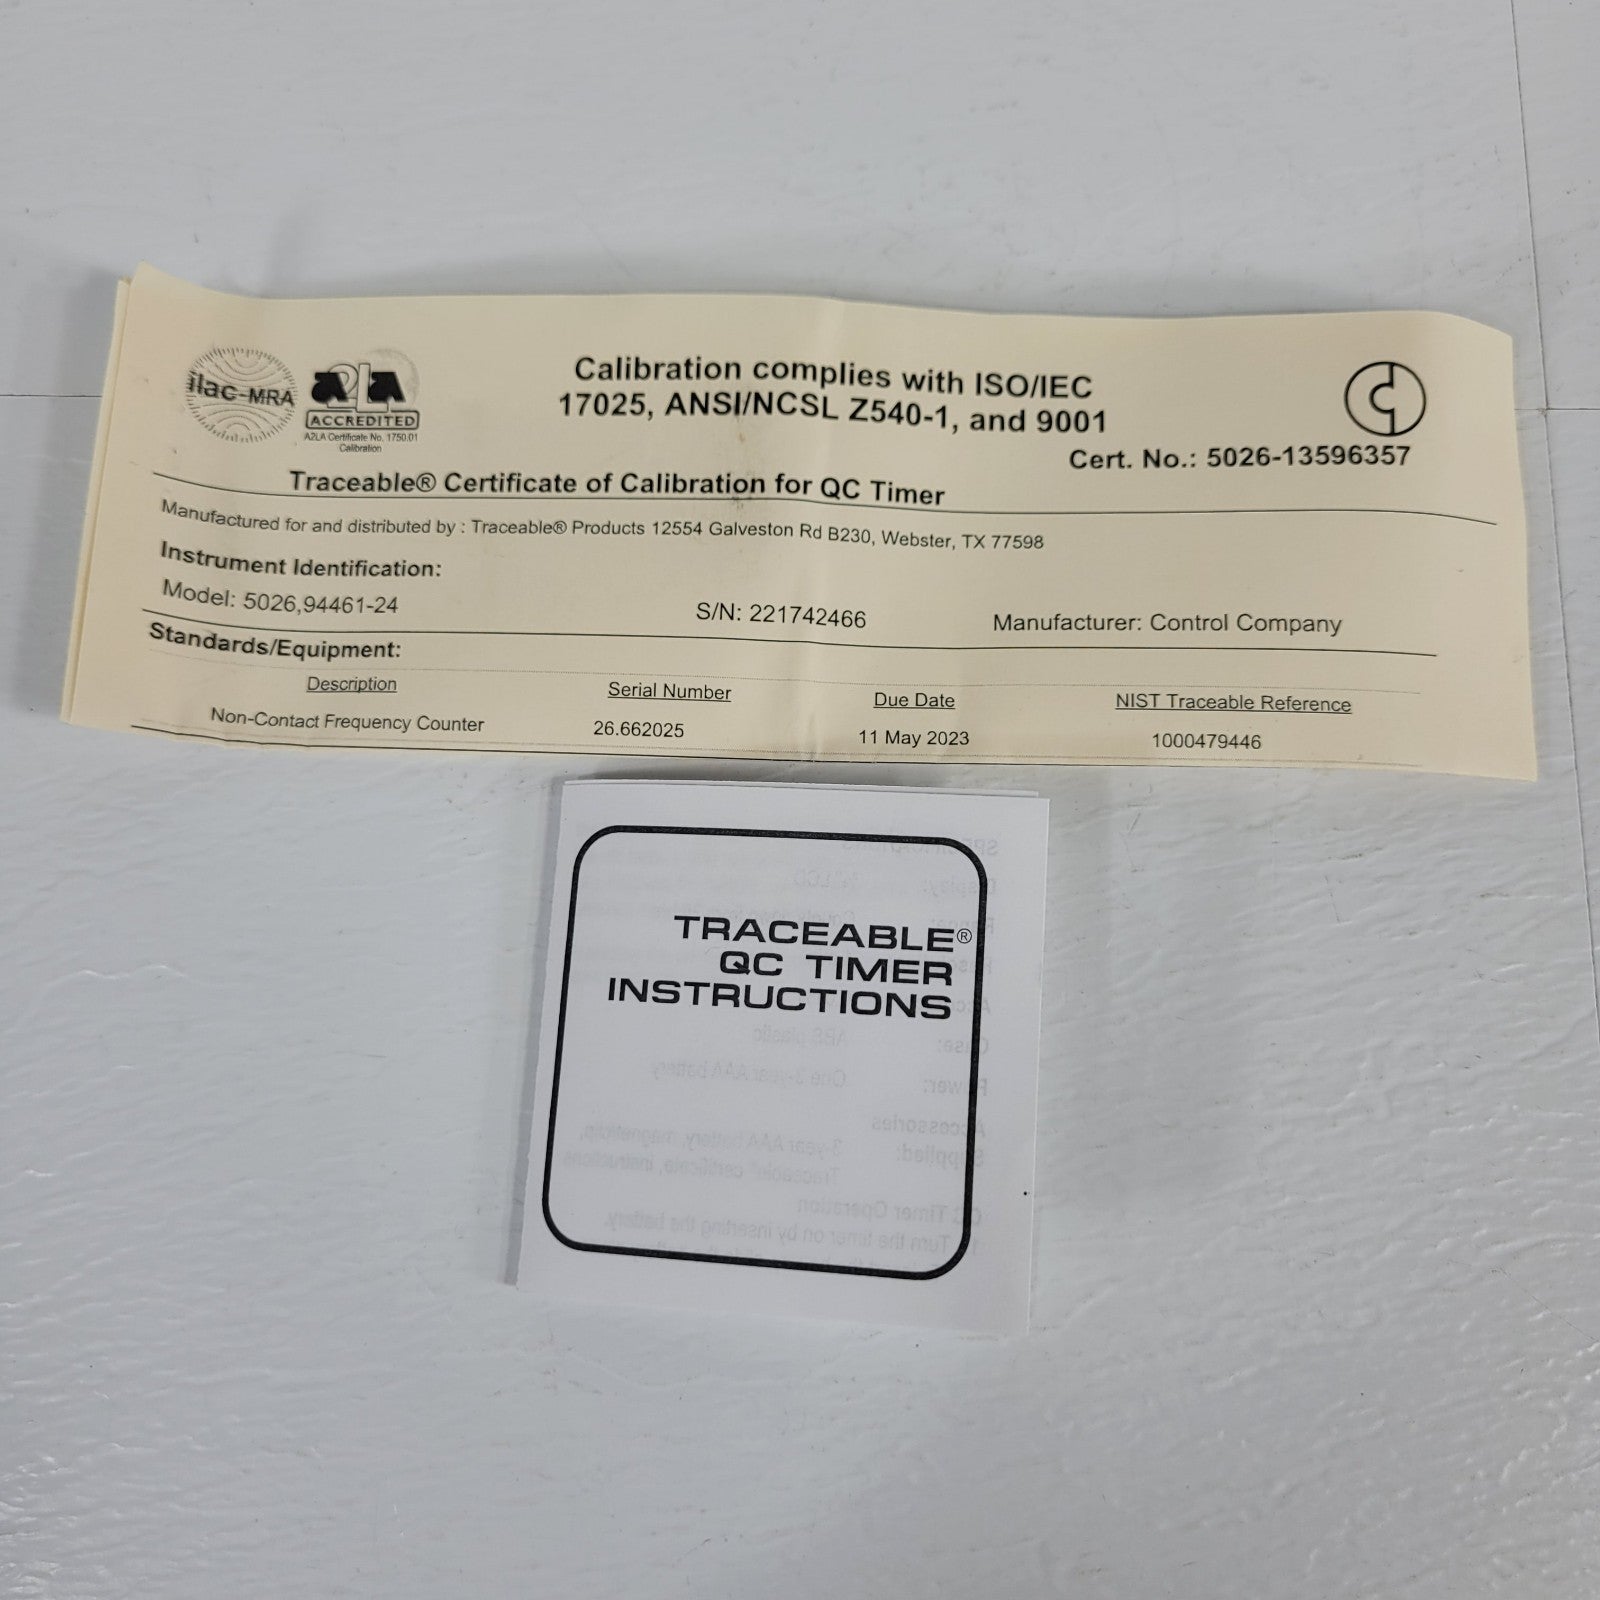 ilac-MRA
a2la
ACCREDITED
A2LA Certificate No. 1750.01
Calibration
Calibration complies with ISO/IEC
17025, ANSI/NCSL Z540-1, and 9001
Cert. No.: 5026-13596357
Traceable® Certificate of Calibration for QC Timer
Manufactured for and distributed by : Traceable® Products 12554 Galveston Rd B230, Webster, TX 77598
Instrument Identification:
Model: 5026,94461-24 S/N: 221742466 Manufacturer: Control Company
Standards/Equipment:
Description Serial Number Due Date NIST Traceable Reference
Non-Contact Frequency Counter 26.662025 11 May 2023 1000479446
TRACEABLE®
QC TIMER
INSTRUCTIONS